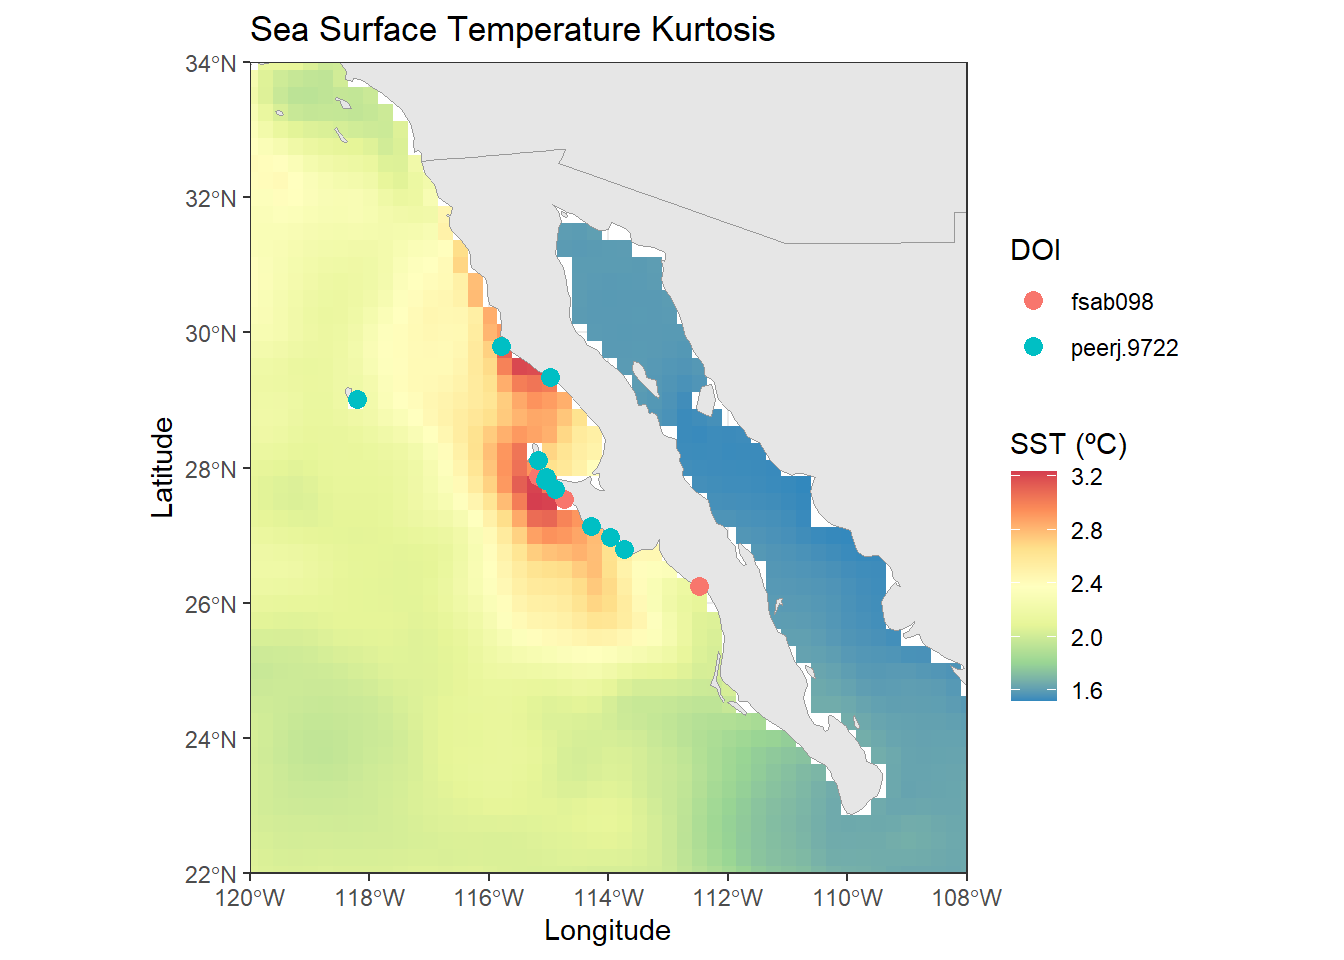 Sea Surface Temperature Kurtosis
34°N
32°N
30°N
28°N
26°N
24°N
22°N
Latitude
120°W 118°W 116°W 114°W 112°W 110°W 108°W
Longitude
DOI
fsab098
peerj.9722
SST (ºC)
3.2
2.8
2.4
2.0
1.6